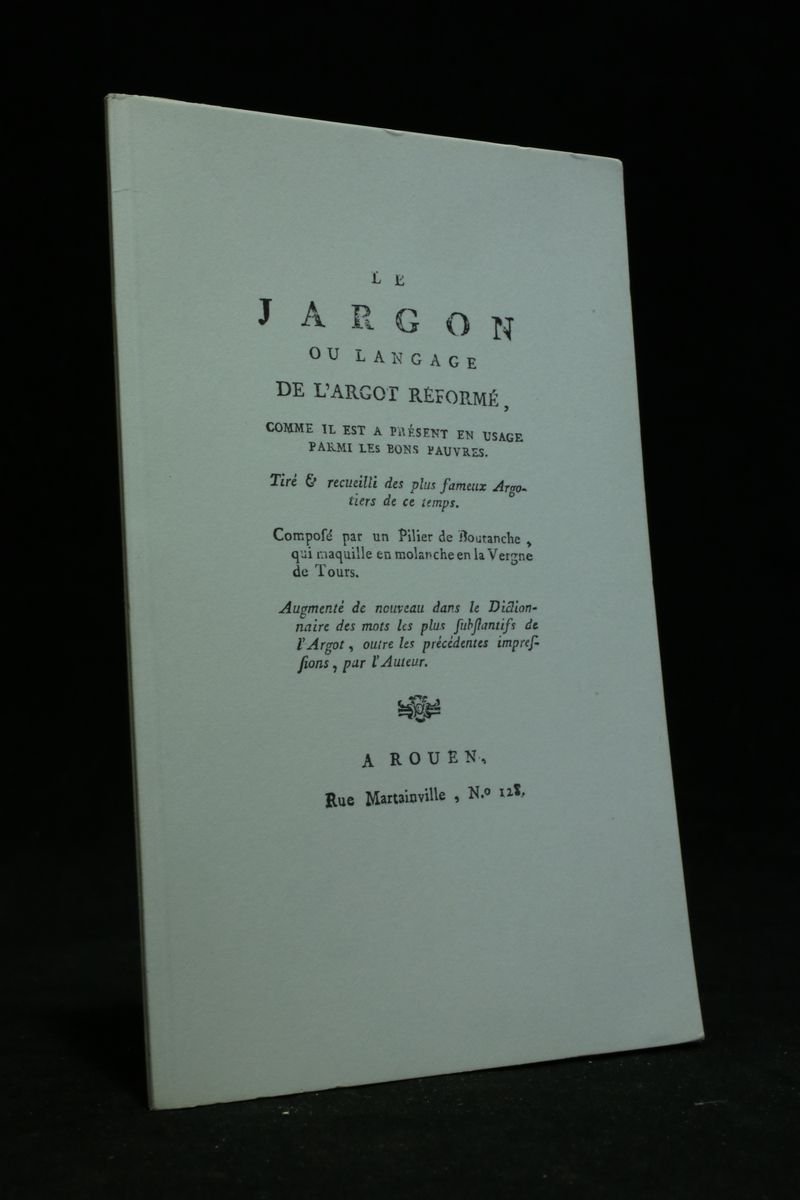 LE
JARGON
OU LANGAGE
DE L'ARGOT RÉFORMÉ,
COMME IL EST A PRÉSENT EN USAGE
PARMI LES BONS PAUVRES.
Tiré & recueilli des plus fameux Argo-
tiers de ce temps.
Compoſé par un Pilier de Boutanche,
qui maquille en molanche en la Vergne
de Tours.
Augmenté de nouveau dans le Diction-
naire des mots les plus ſubſtantifs de
l'Argot, outre les précédentes impreſ-
ſions, par l'Auteur.
A ROUEN,
Rue Martainville, N.º 128.